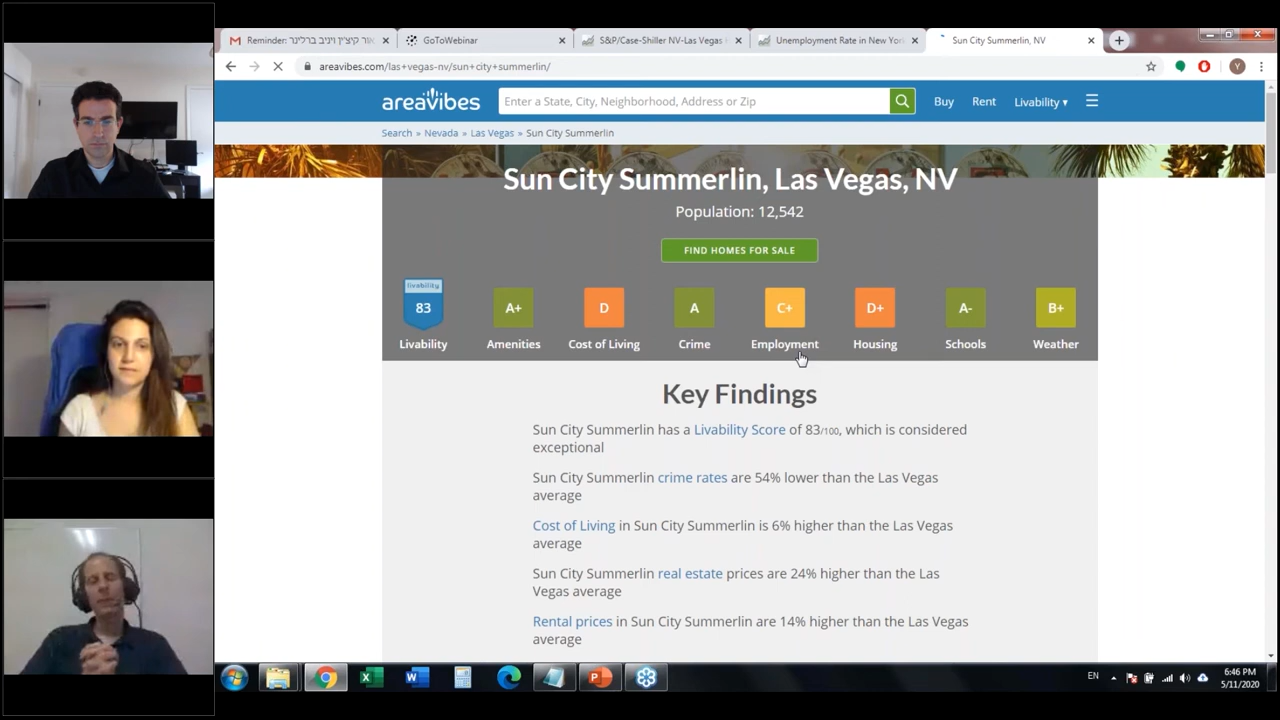 Reminder: אור קיצ'ין ויניב ברלינר
GoToWebinar
S&P/Case-Shiller NV-Las Vegas
Unemployment Rate in New York
Sun City Summerlin, NV
areavibes.com/las+vegas-nv/sun+city+summerlin/
Y
areavibes
Enter a State, City, Neighborhood, Address or Zip
Buy
Rent
Livability ▾
Search » Nevada » Las Vegas » Sun City Summerlin
Sun City Summerlin, Las Vegas, NV
Population: 12,542
FIND HOMES FOR SALE
livability
83
A+
D
A
C+
D+
A-
B+
Livability
Amenities
Cost of Living
Crime
Employment
Housing
Schools
Weather
Key Findings
Sun City Summerlin has a Livability Score of 83/100, which is considered
exceptional
Sun City Summerlin crime rates are 54% lower than the Las Vegas
average
Cost of Living in Sun City Summerlin is 6% higher than the Las Vegas
average
Sun City Summerlin real estate prices are 24% higher than the Las
Vegas average
Rental prices in Sun City Summerlin are 14% higher than the Las Vegas
average
EN
6:46 PM
5/11/2020